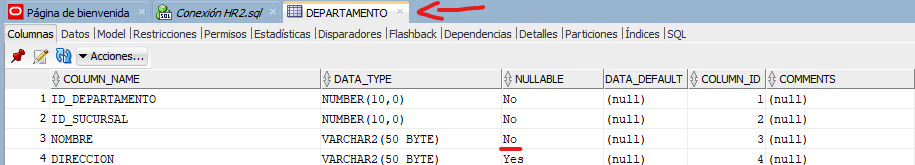 Página de bienvenida Conexión HR2.sql DEPARTAMENTO
Columnas Datos Model Restricciones Permisos Estadísticas Disparadores Flashback Dependencias Detalles Particiones Índices SQL
Acciones...
COLUMN_NAME DATA_TYPE NULLABLE DATA_DEFAULT COLUMN_ID COMMENTS
1 ID_DEPARTAMENTO NUMBER(10,0) No (null) 1 (null)
2 ID_SUCURSAL NUMBER(10,0) No (null) 2 (null)
3 NOMBRE VARCHAR2(50 BYTE) No (null) 3 (null)
4 DIRECCION VARCHAR2(50 BYTE) Yes (null) 4 (null)